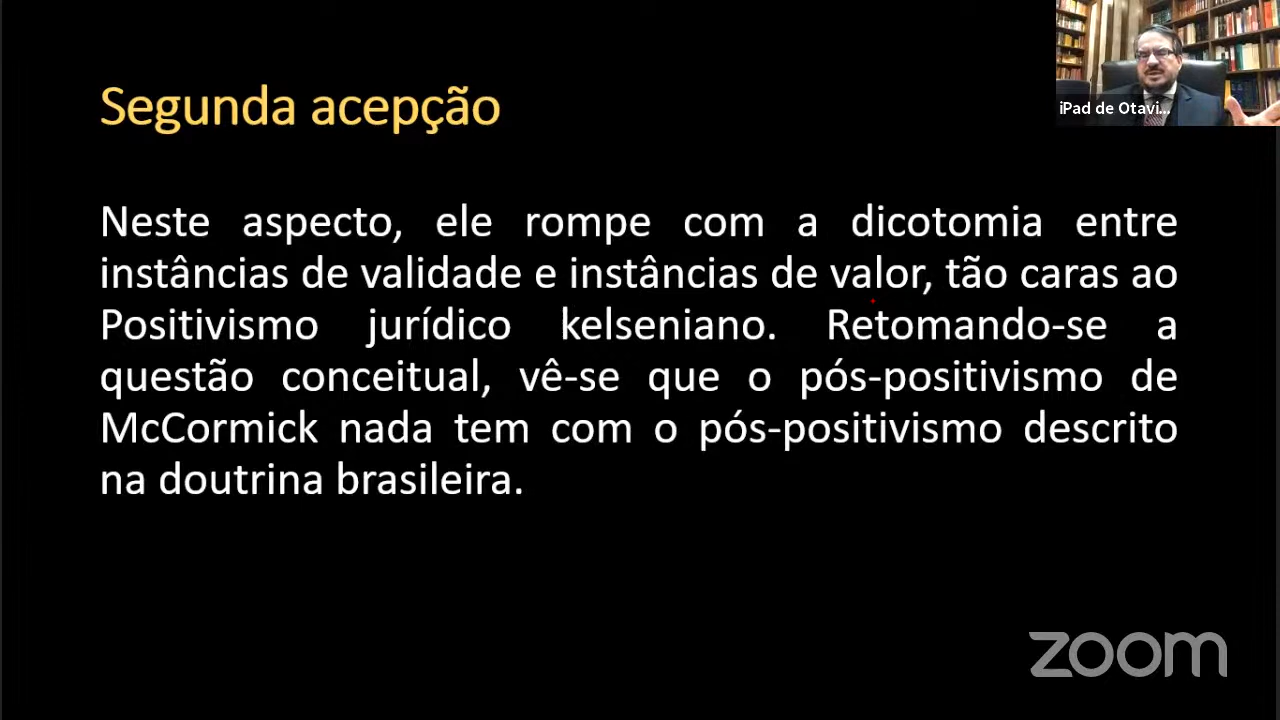 Segunda acepção
iPad de Otavi...
Neste aspecto, ele rompe com a dicotomia entre
instâncias de validade e instâncias de valor, tão caras ao
Positivismo jurídico kelseniano. Retomando-se a
questão conceitual, vê-se que o pós-positivismo de
McCormick nada tem com o pós-positivismo descrito
na doutrina brasileira.
zoom